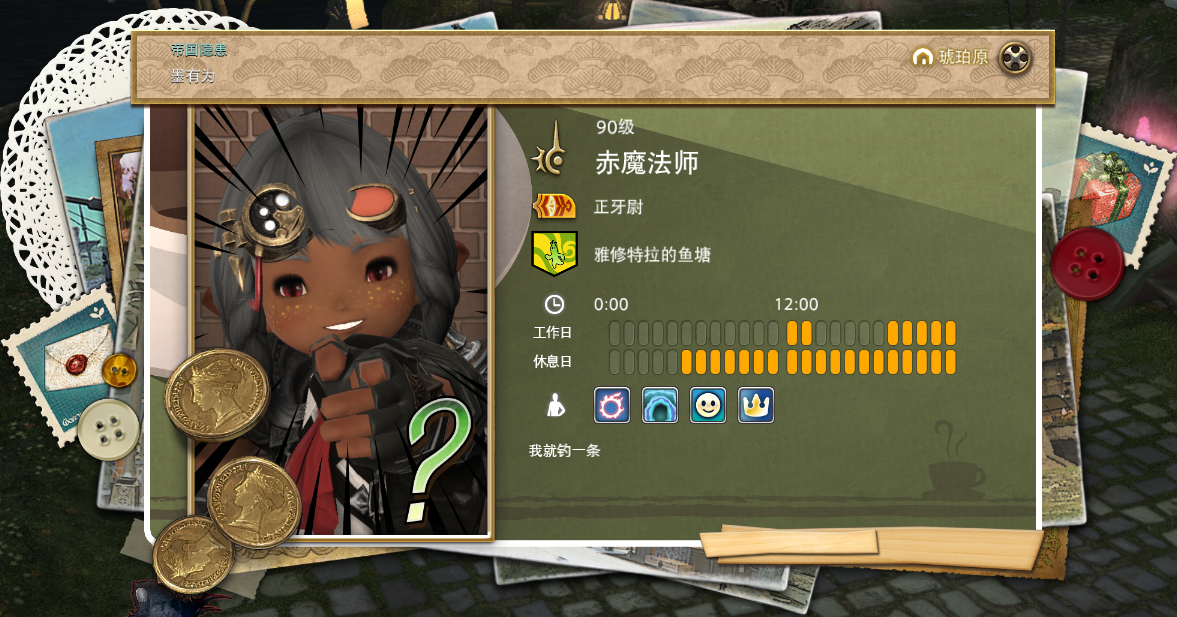 帝国隐患
墨有为
琥珀原
90级
赤魔法师
正牙尉
雅修特拉的鱼塘
0:00
12:00
工作日
休息日
我就钓一条
?